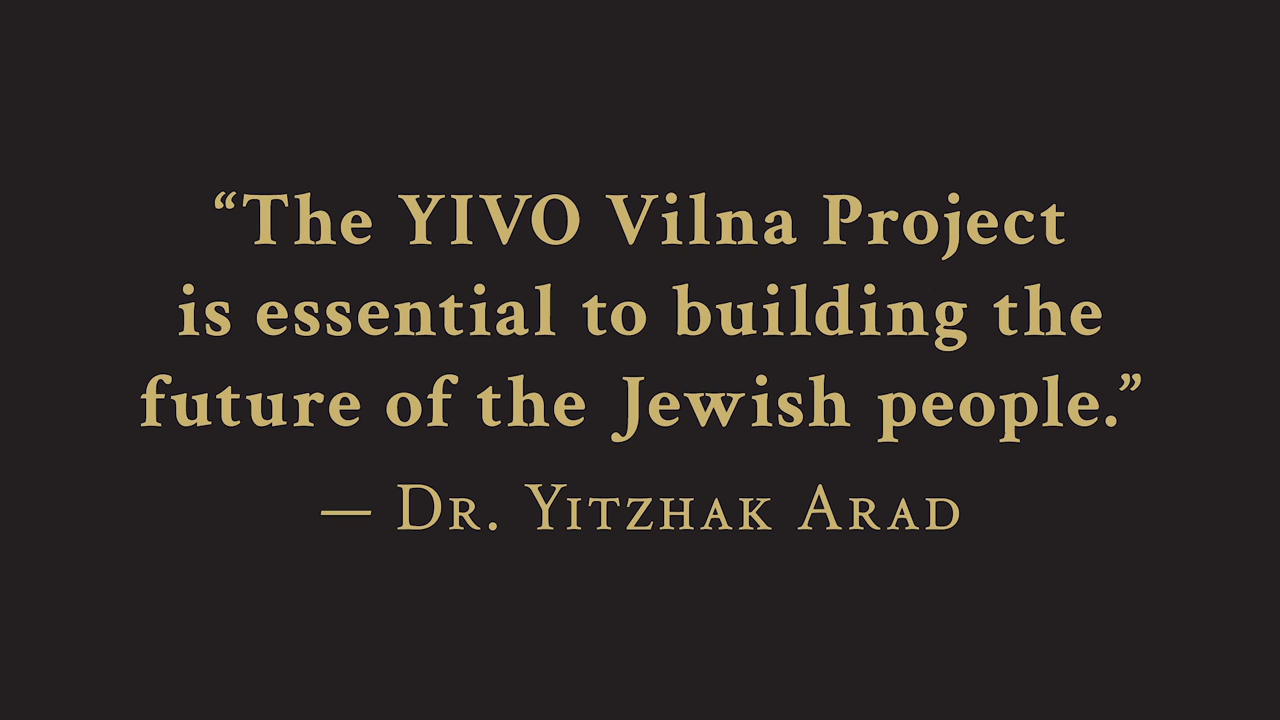 “The YIVO Vilna Project
is essential to building the
future of the Jewish people.”
— Dr. Yitzhak Arad